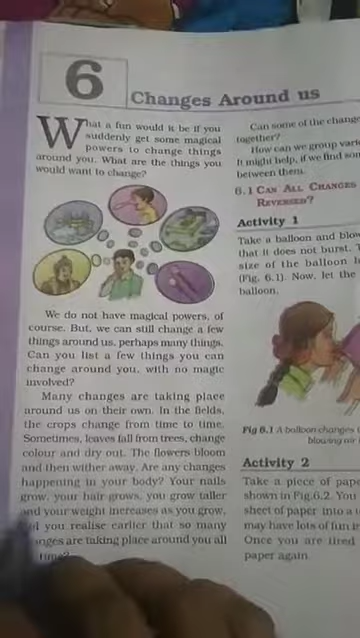 6
Changes Around us
What a fun would it be if you
suddenly get some magical
powers to change things
around you. What are the things you
would want to change?
We do not have magical powers, of
course. But, we can still change a few
things around us, perhaps many things.
Can you list a few things you can
change around you, with no magic
involved?
Many changes are taking place
around us on their own. In the fields,
the crops change from time to time.
Sometimes, leaves fall from trees, change
colour and dry out. The flowers bloom
and then wither away. Are any changes
happening in your body? Your nails
grow, your hair grows, you grow taller
and your weight increases as you grow.
you realise earlier that so many
are taking place around you all
time?
Can some of the
together?
How can we group
It might help, if we find
between them.
6.1 CAN ALL CHANGES
REVERSED?
Activity 1
Take a balloon and
that it does not burst.
size of the balloon
(Fig. 6.1). Now, let the
balloon.
Fig 6.1 A balloon changes
blowing air
Activity 2
Take a piece of
shown in Fig.6.2. You
sheet of paper into a
may have lots of fun
Once you are tired
paper again.